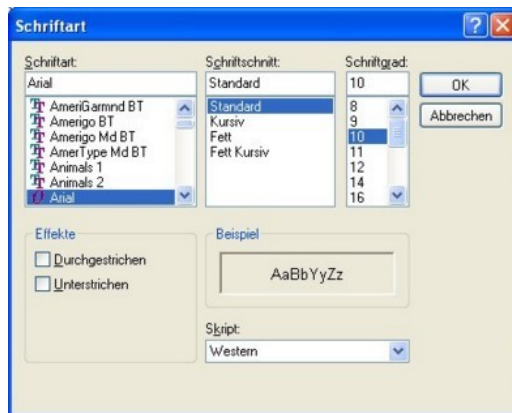 Schriftart
Schriftart:
Arial
AmeriGarmnd BT
Amerigo BT
Amerigo Md BT
AmerType Md BT
Animals 1
Animals 2
Arial
Schriftschnitt:
Standard
Standard
Kursiv
Fett
Fett Kursiv
Schriftgrad:
10
8
9
10
11
12
14
16
OK
Abbrechen
Effekte
Durchgestrichen
Unterstrichen
Beispiel
AaBbYyZz
Skript:
Western